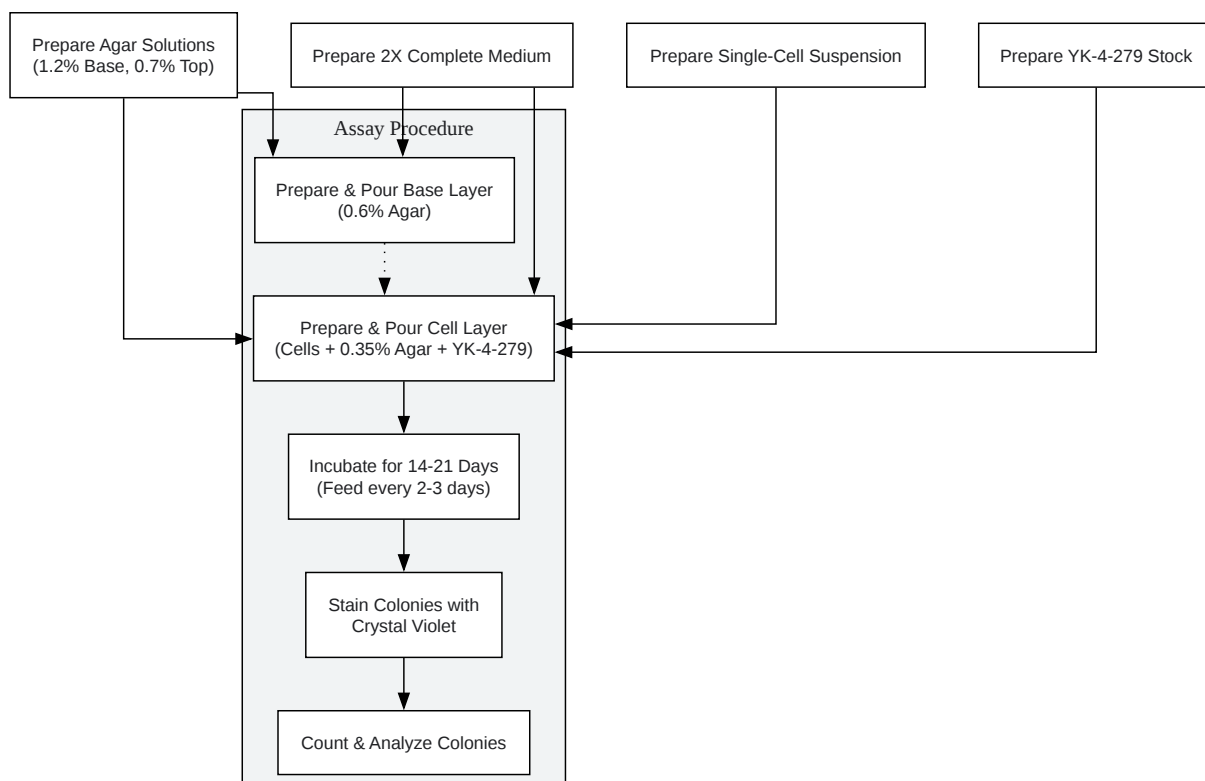 Prepare Agar Solutions
(1.2% Base, 0.7% Top)
Prepare 2X Complete Medium
Prepare Single-Cell Suspension
Prepare YK-4-279 Stock
Assay Procedure
Prepare & Pour Base Layer
(0.6% Agar)
Prepare & Pour Cell Layer
(Cells + 0.35% Agar + YK-4-279)
Incubate for 14-21 Days
(Feed every 2-3 days)
Stain Colonies with
Crystal Violet
Count & Analyze Colonies